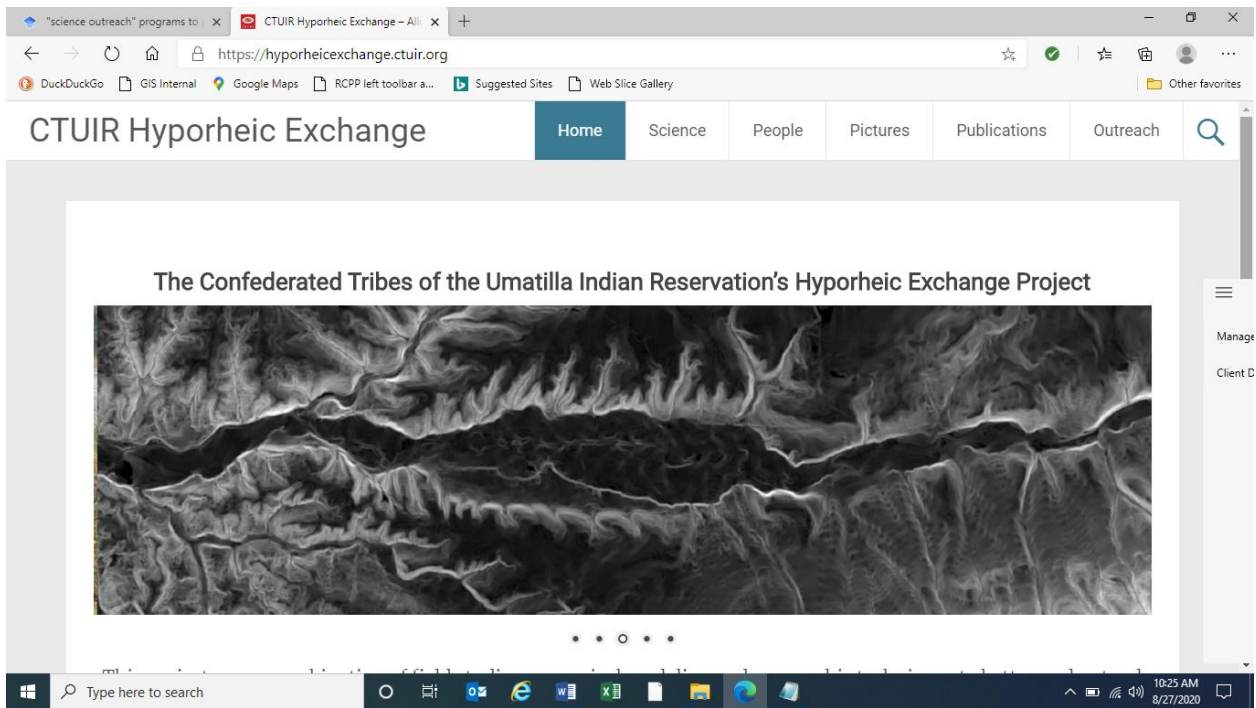 "science outreach" programs to
CTUIR Hyporheic Exchange – All
https://hyporheicexchange.ctuir.org
DuckDuckGo GIS Internal Google Maps RCPP left toolbar a... Suggested Sites Web Slice Gallery Other favorites
CTUIR Hyporheic Exchange
Home Science People Pictures Publications Outreach
The Confederated Tribes of the Umatilla Indian Reservation's Hyporheic Exchange Project
Manage
Client D
Type here to search
10:25 AM
8/27/2020